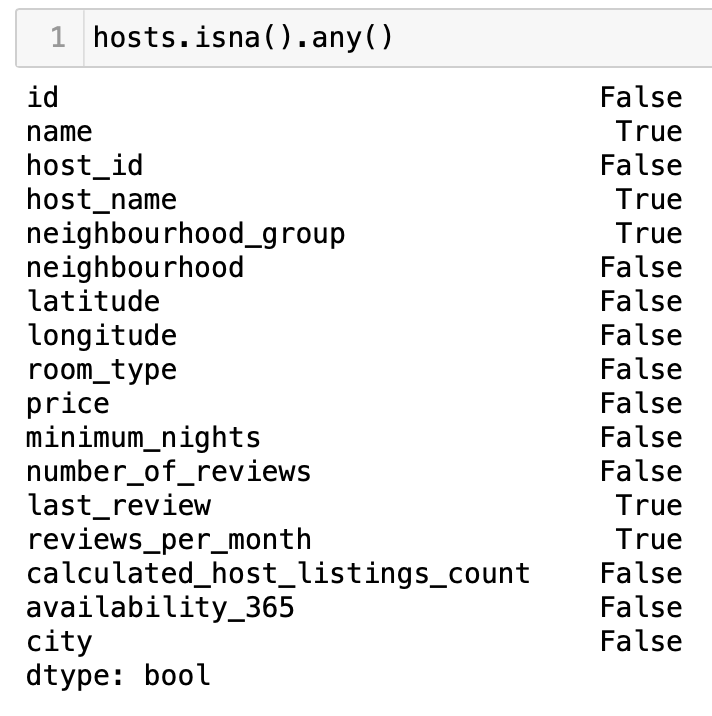 1 hosts.isna().any()
id False
name True
host_id False
host_name True
neighbourhood_group True
neighbourhood False
latitude False
longitude False
room_type False
price False
minimum_nights False
number_of_reviews False
last_review True
reviews_per_month True
calculated_host_listings_count False
availability_365 False
city False
dtype: bool